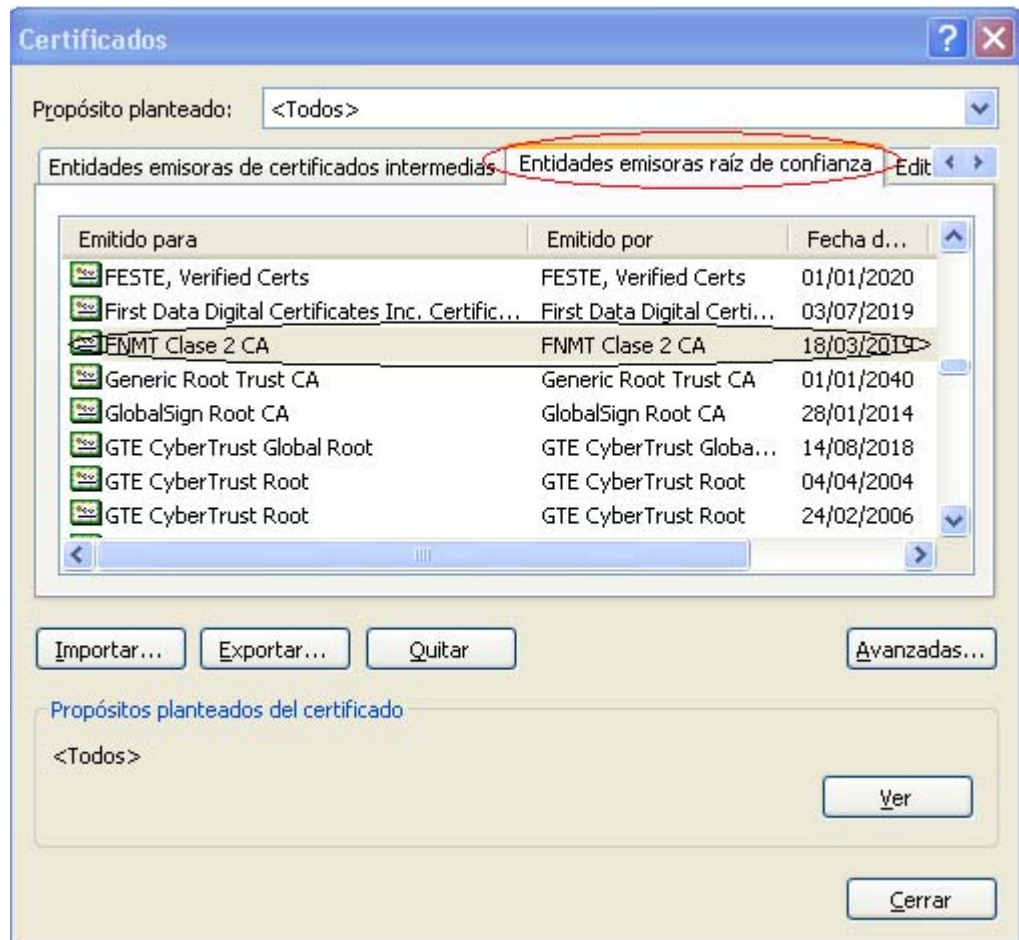 Certificados
Propósito planteado: <Todos>
Entidades emisoras de certificados intermedias Entidades emisoras raíz de confianza Edit
Emitido para Emitido por Fecha d...
FESTE, Verified Certs FESTE, Verified Certs 01/01/2020
First Data Digital Certificates Inc. Certific... First Data Digital Certi... 03/07/2019
FNMT Clase 2 CA FNMT Clase 2 CA 18/03/2019
Generic Root Trust CA Generic Root Trust CA 01/01/2040
GlobalSign Root CA GlobalSign Root CA 28/01/2014
GTE CyberTrust Global Root GTE CyberTrust Globa... 14/08/2018
GTE CyberTrust Root GTE CyberTrust Root 04/04/2004
GTE CyberTrust Root GTE CyberTrust Root 24/02/2006
Importar... Exportar... Quitar Avanzadas...
Propósitos planteados del certificado
<Todos>
Ver
Cerrar